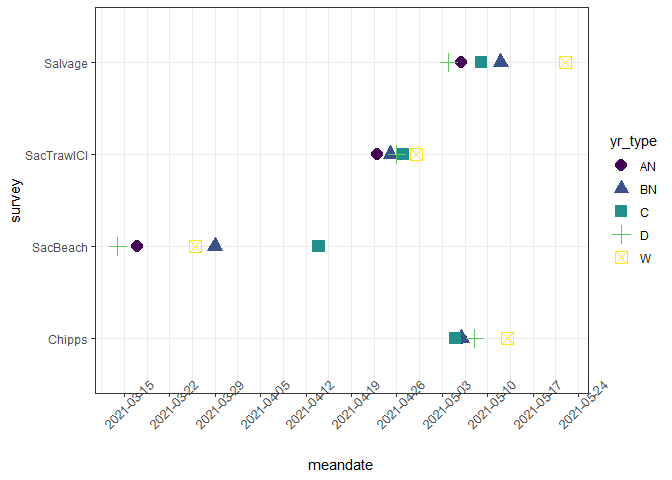 Salvage
SacTrawlCI
SacBeach
Chipps
survey
2021-03-15
2021-03-22
2021-03-29
2021-04-05
2021-04-12
2021-04-19
2021-04-26
2021-05-03
2021-05-10
2021-05-17
2021-05-24
meandate
yr_type
AN
BN
C
D
W